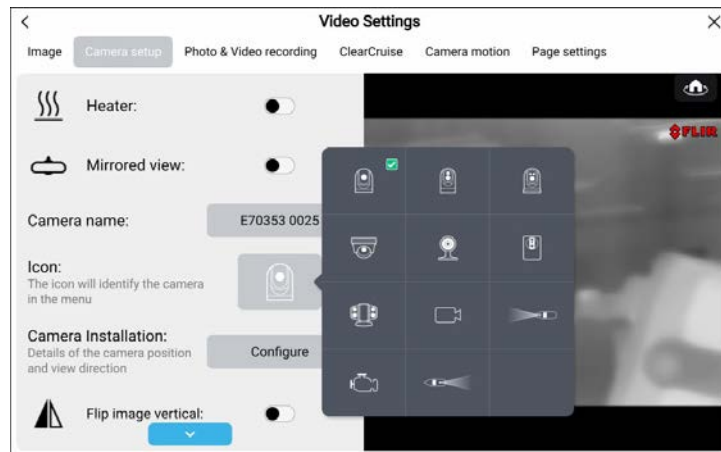 Video Settings
Image Camera setup Photo & Video recording ClearCruise Camera motion Page settings
Heater:
FLIR
Mirrored view:
Camera name: E70353 0025
Icon:
The icon will identify the camera
in the menu
Camera Installation:
Details of the camera position
and view direction
Configure
Flip image vertical: